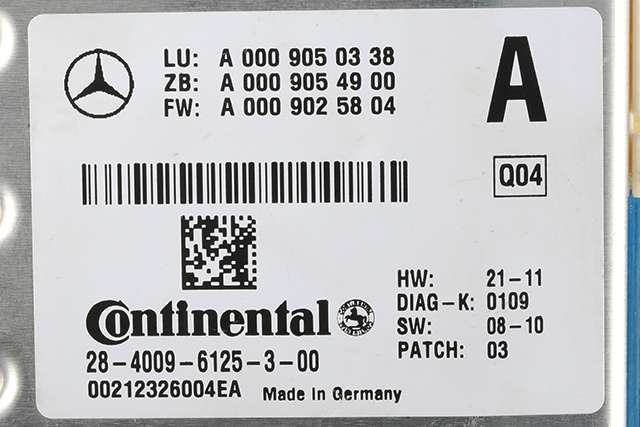 LU: A 000 905 03 38
ZB: A 000 905 49 00
FW: A 000 902 58 04
A
Q04
Continental
28-4009-6125-3-00
00212326004EA Made in Germany
HW: 21-11
DIAG-K: 0109
SW: 08-10
PATCH: 03